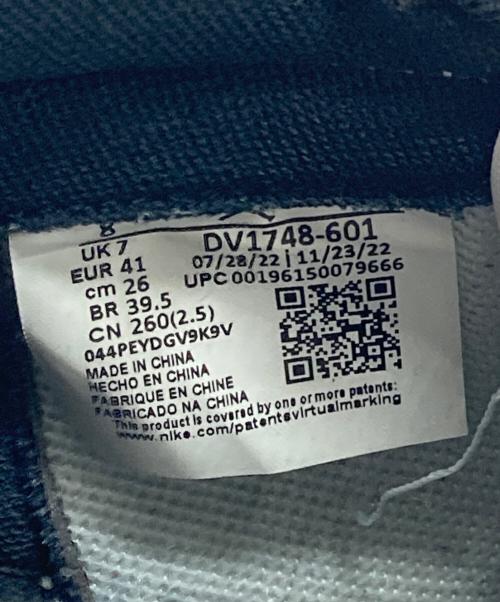 8
UK 7
EUR 41
cm 26
BR 39.5
CN 260(2.5)
044PEYDGV9K9V
DV1748-601
07/28/22 | 11/23/22
UPC 00196150079666
MADE IN CHINA
HECHO EN CHINA
FABRIQUE EN CHINE
FABRICADO NA CHINA
This product is covered by one or more patents:
www.nike.com/patentsvirtualmarking